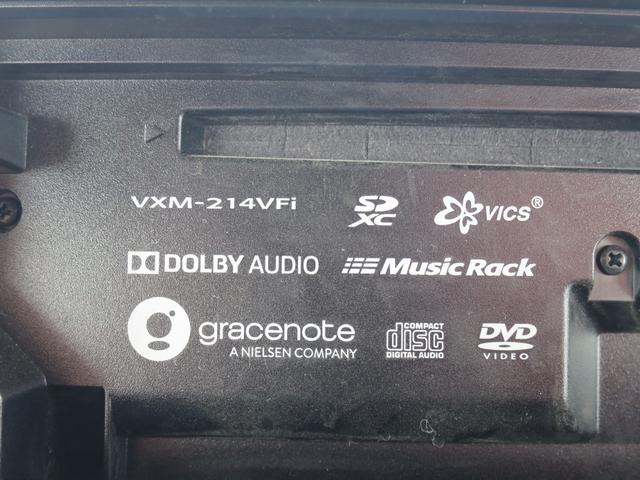 VXM-214VFi
SD XC
VICS®
DOLBY AUDIO
Music Rack
gracenote
A NIELSEN COMPANY
COMPACT
disc
DIGITAL AUDIO
DVD
VIDEO